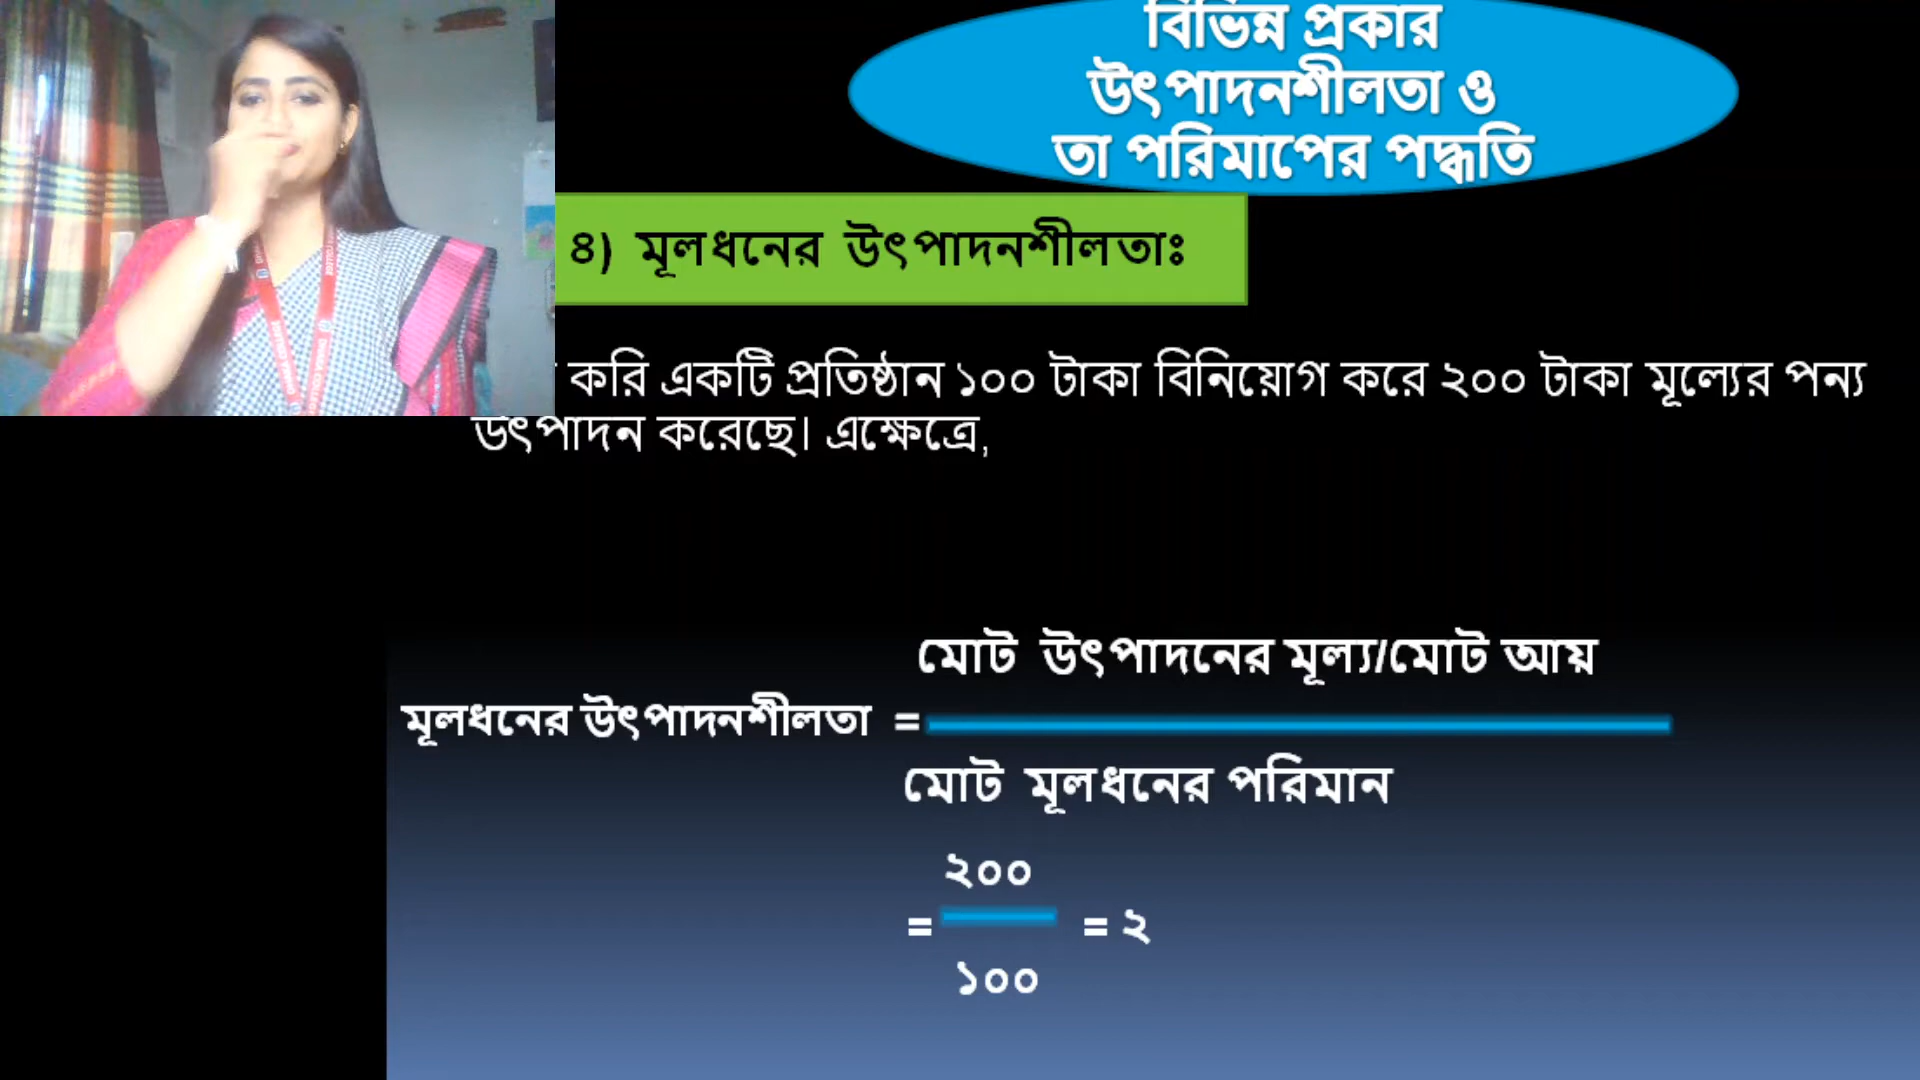 বিভিন্ন প্রকার
উৎপাদনশীলতা ও
তা পরিমাপের পদ্ধতি
৪) মূলধনের উৎপাদনশীলতাঃ
করি একটি প্রতিষ্ঠান ১০০ টাকা বিনিয়োগ করে ২০০ টাকা মূল্যের পন্য
উৎপাদন করেছে। এক্ষেত্রে,
মোট উৎপাদনের মূল্য/মোট আয়
মূলধনের উৎপাদনশীলতা =
মোট মূলধনের পরিমান
২০০
= = ২
১০০